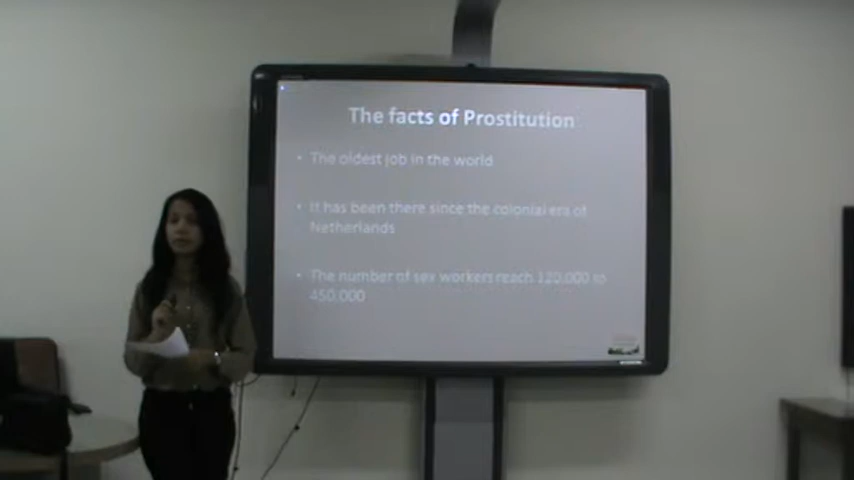 The facts of Prostitution
• The oldest job in the world
• It has been there since the colonial era of
Netherlands
• The number of sex workers reach 120,000 to
450,000